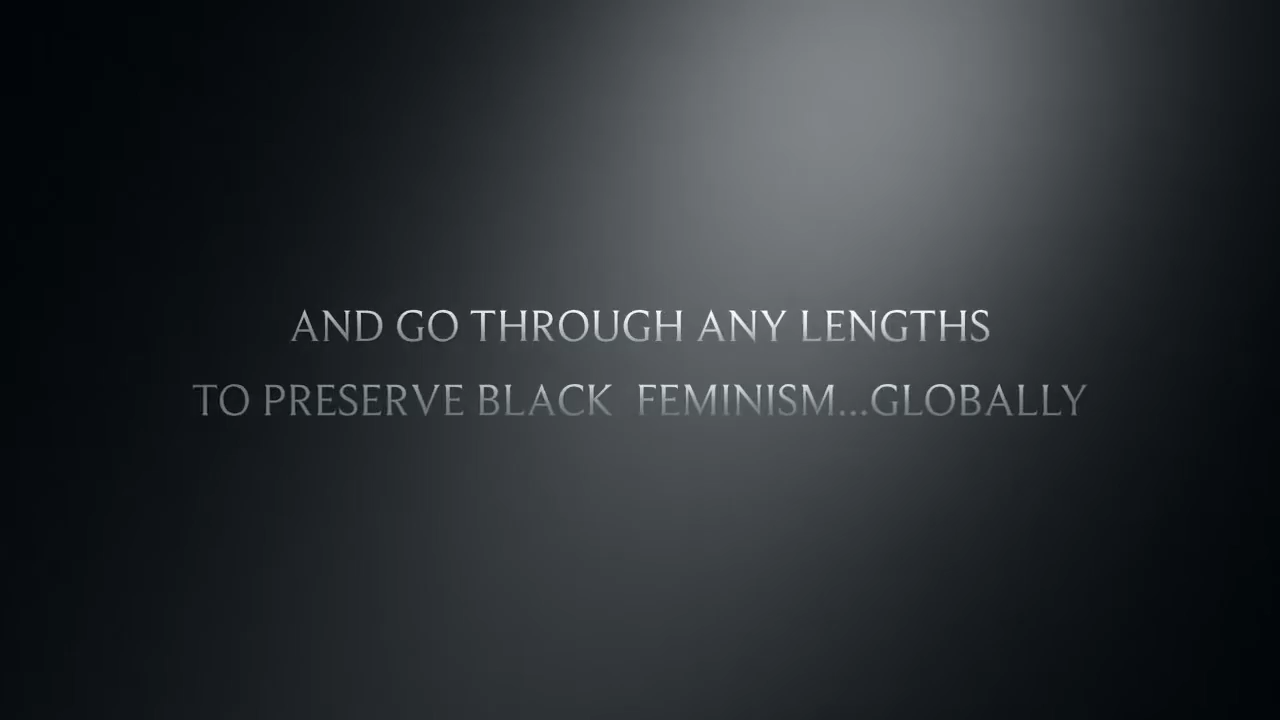 AND GO THROUGH ANY LENGTHS
TO PRESERVE BLACK  FEMINISM...GLOBALLY